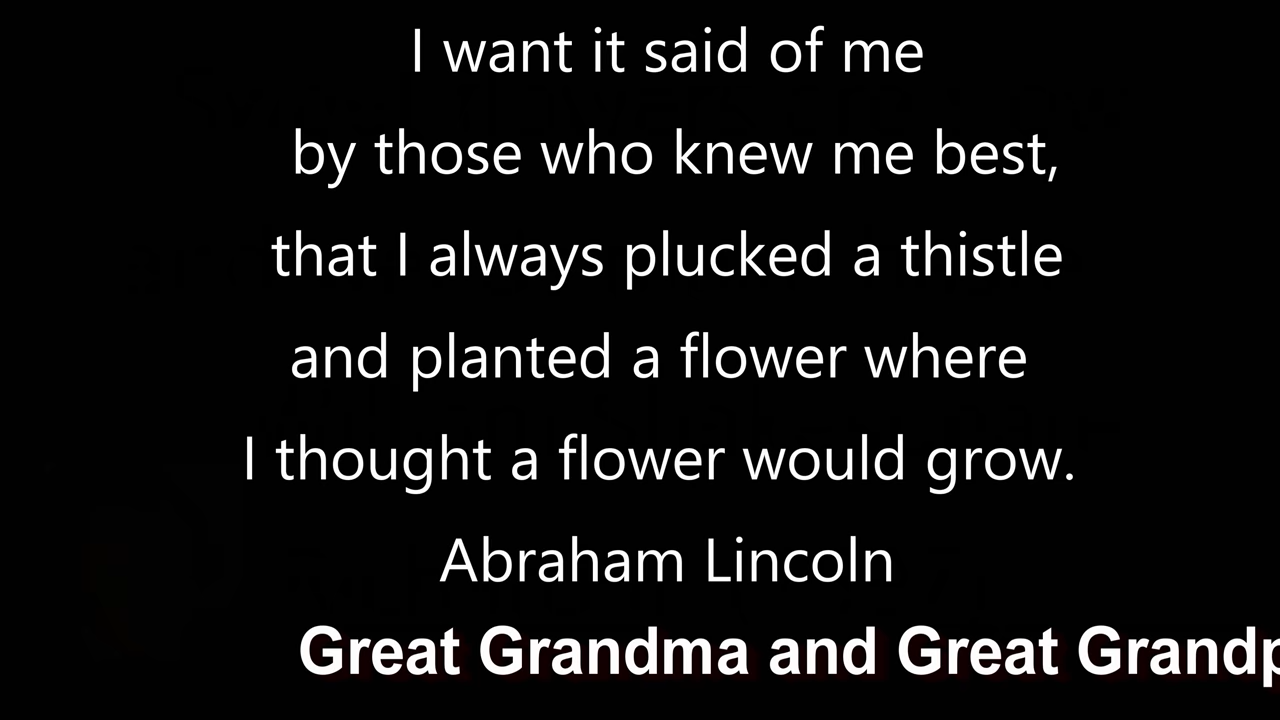 I want it said of me
by those who knew me best,
that I always plucked a thistle
and planted a flower where
I thought a flower would grow.
Abraham Lincoln
Great Grandma and Great Grandp